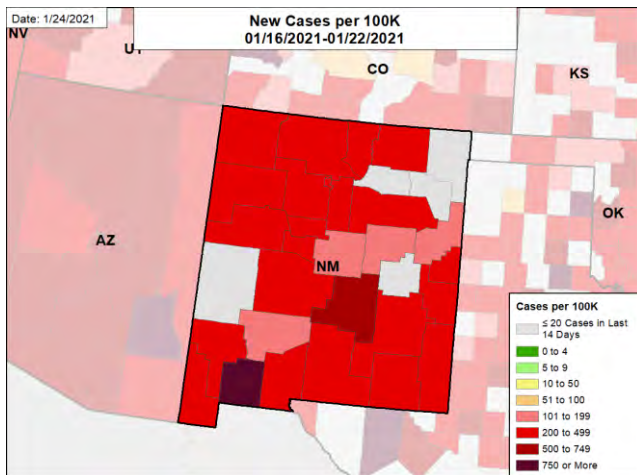 Date: 1/24/2021
New Cases per 100K
01/16/2021-01/22/2021
NV
UT
CO
KS
AZ
NM
OK
Cases per 100K
≤ 20 Cases in Last
14 Days
0 to 4
5 to 9
10 to 50
51 to 100
101 to 199
200 to 499
500 to 749
750 or More